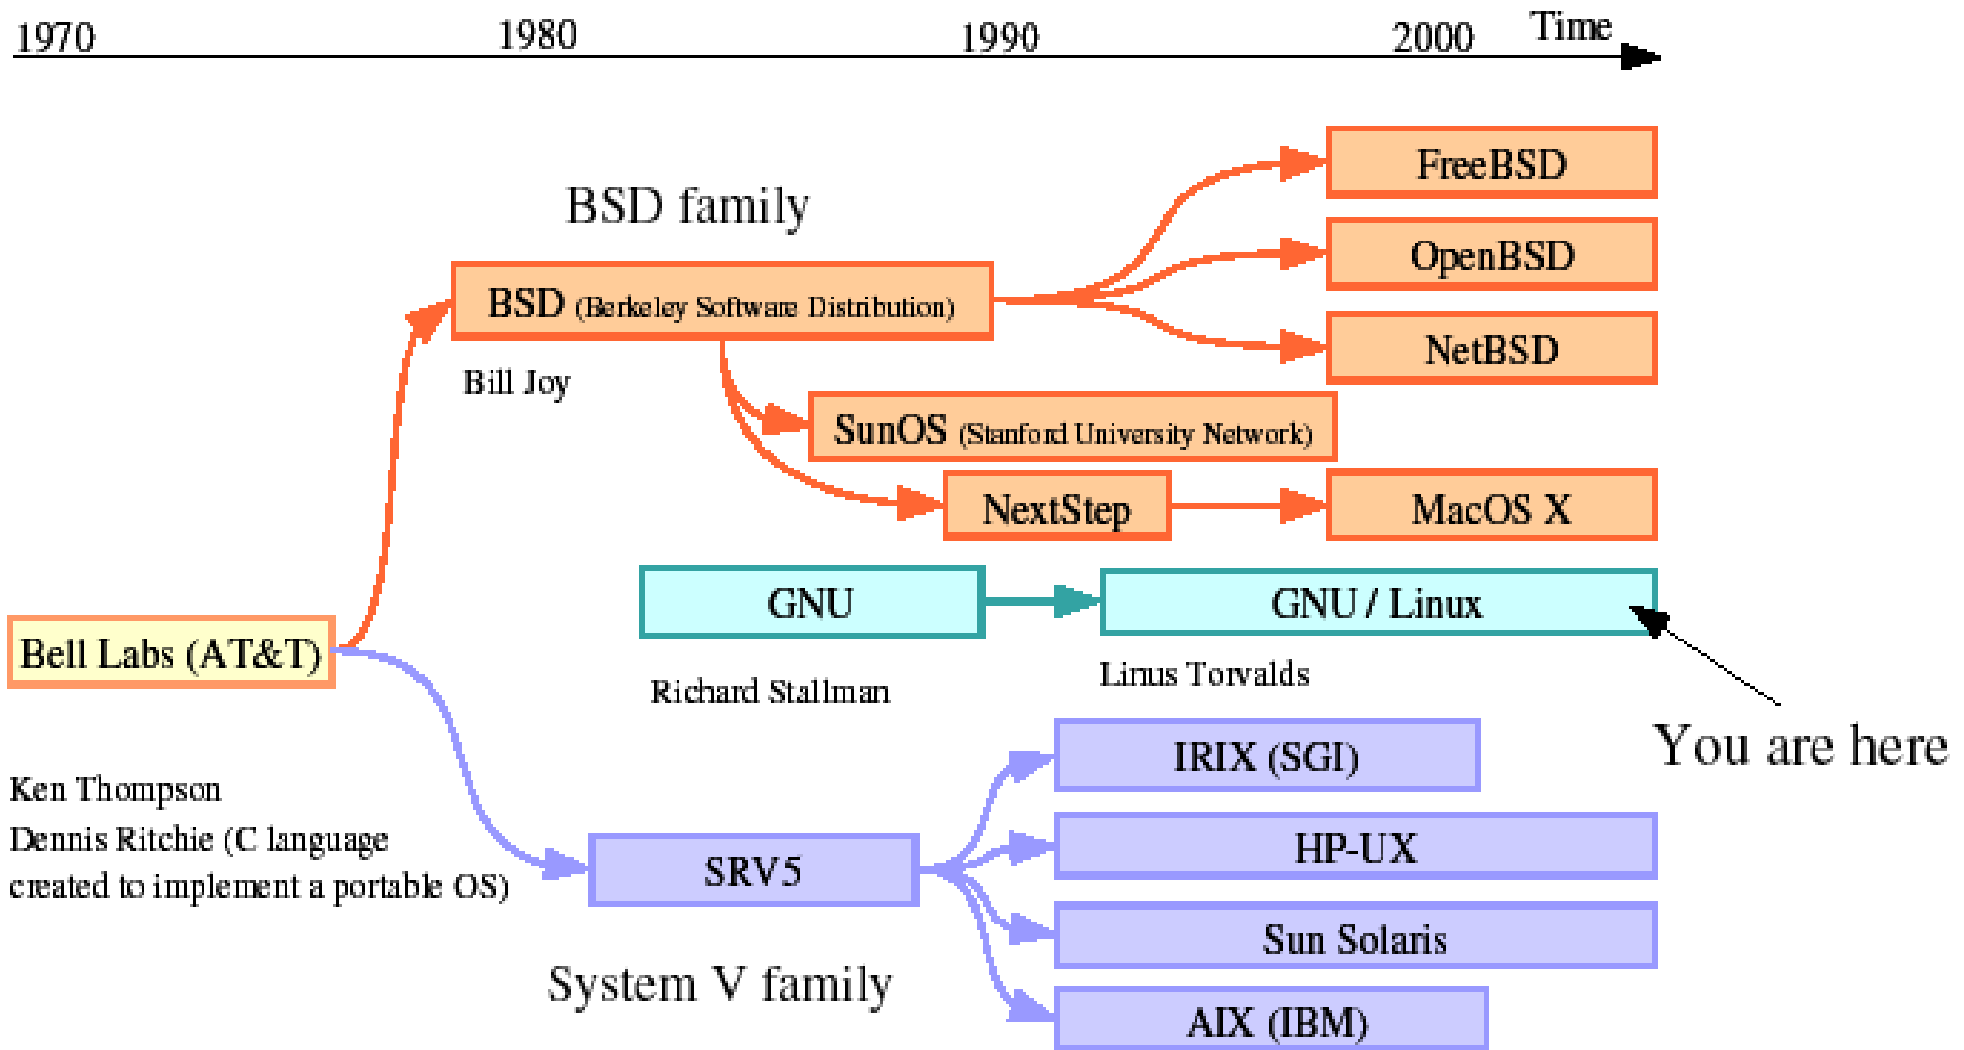 1970 1980 1990 2000 Time
FreeBSD
BSD family
OpenBSD
BSD (Berkeley Software Distribution)
NetBSD
Bill Joy
SunOS (Stanford University Network)
NextStep
MacOS X
GNU
GNU / Linux
Bell Labs (AT&T)
Richard Stallman
Linus Torvalds
You are here
IRIX (SGI)
Ken Thompson
Dennis Ritchie (C language
created to implement a portable OS)
HP-UX
SRV5
Sun Solaris
System V family
AIX (IBM)